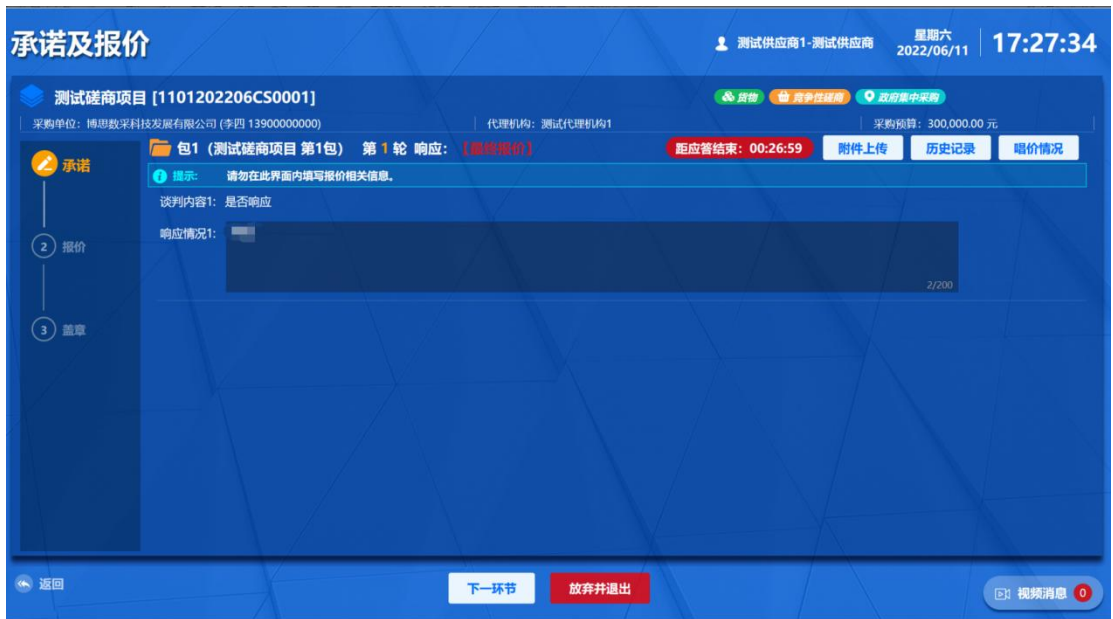 承诺及报价
测试供应商1-测试供应商
星期六
2022/06/11
17:27:34
测试磋商项目 [1101202206CS0001]
货物
竞争性磋商
政府集中采购
采购单位：博思数采科技发展有限公司 (李四 13900000000)
代理机构：测试代理机构1
采购预算：300,000.00 元
承诺
包1（测试磋商项目 第1包） 第 1 轮 响应：【最终报价】
距应答结束：00:26:59
附件上传
历史记录
唱价情况
提示： 请勿在此界面内填写报价相关信息。
谈判内容1: 是否响应
响应情况1:
2/200
2 报价
3 盖章
返回
下一环节
放弃并退出
视频消息 0